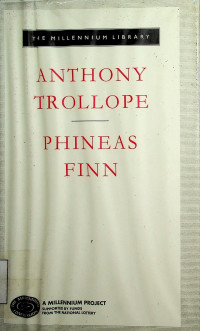 THE MILLENNIUM LIBRARY
ANTHONY
TROLLOPE
PHINEAS
FINN
A MILLENNIUM PROJECT
SUPPORTED BY FUNDS
FROM THE NATIONAL LOTTERY